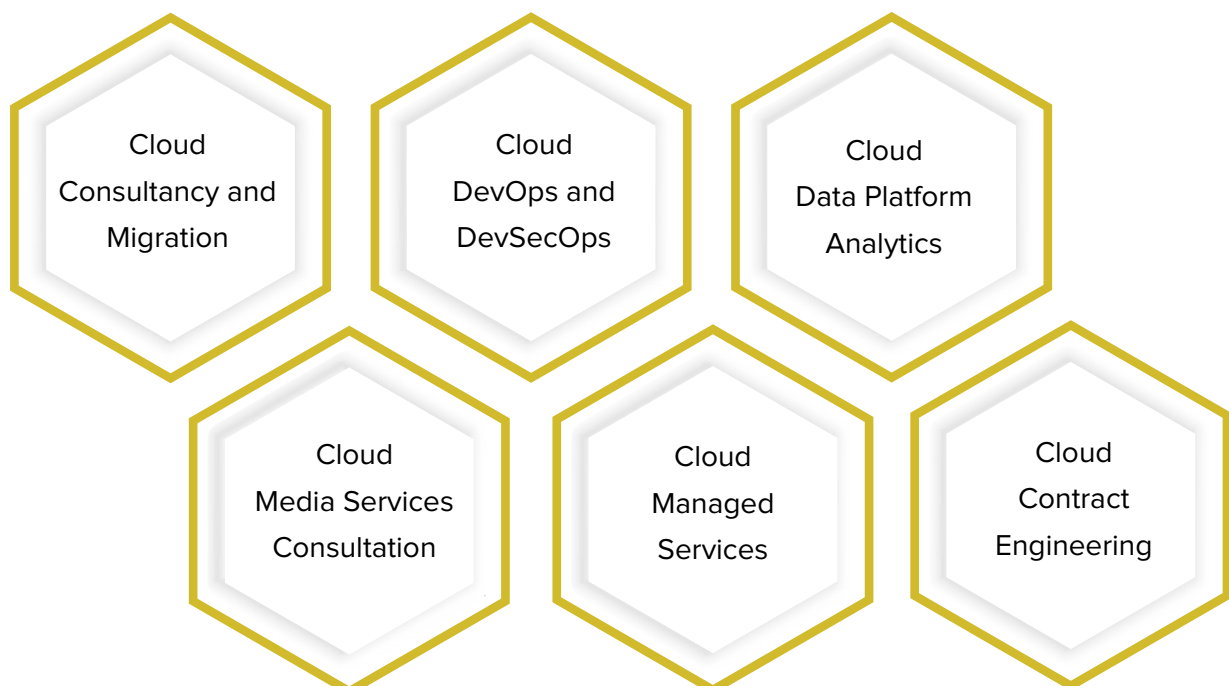 Cloud
Consultancy and
Migration
Cloud
DevOps and
DevSecOps
Cloud
Data Platform
Analytics
Cloud
Media Services
Consultation
Cloud
Managed
Services
Cloud
Contract
Engineering